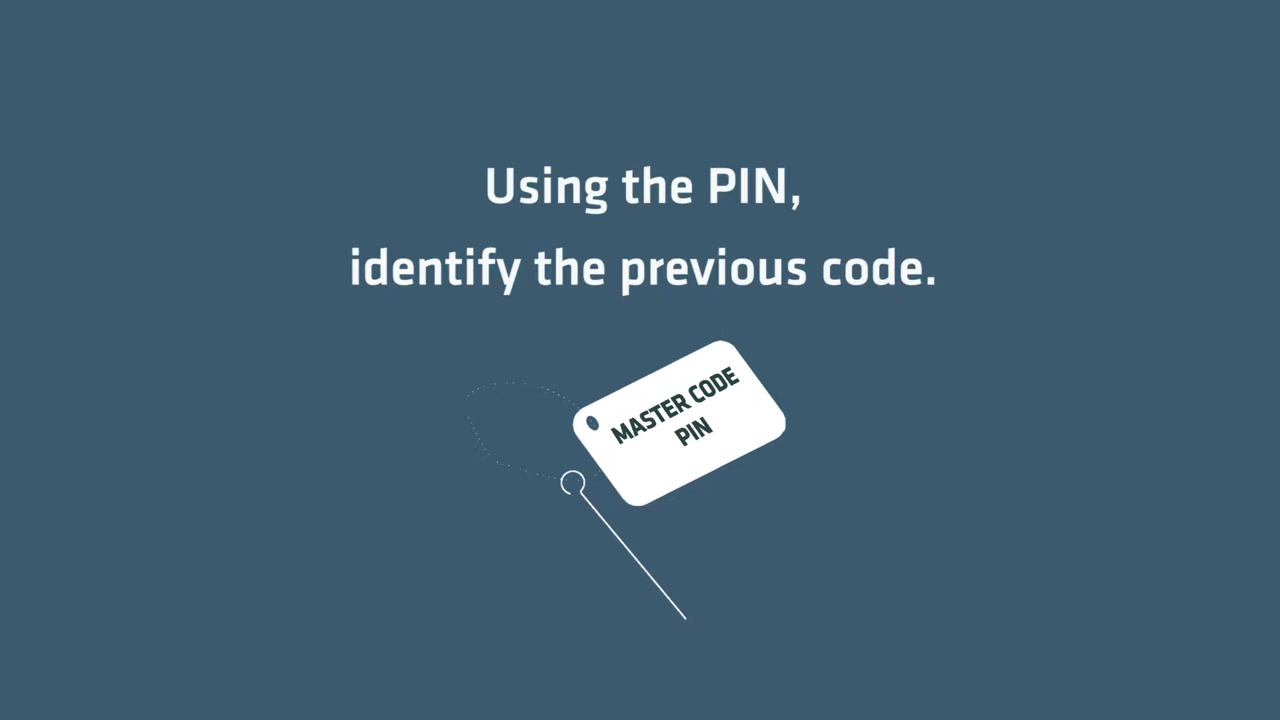 Using the PIN,
identify the previous code.
MASTER CODE
PIN